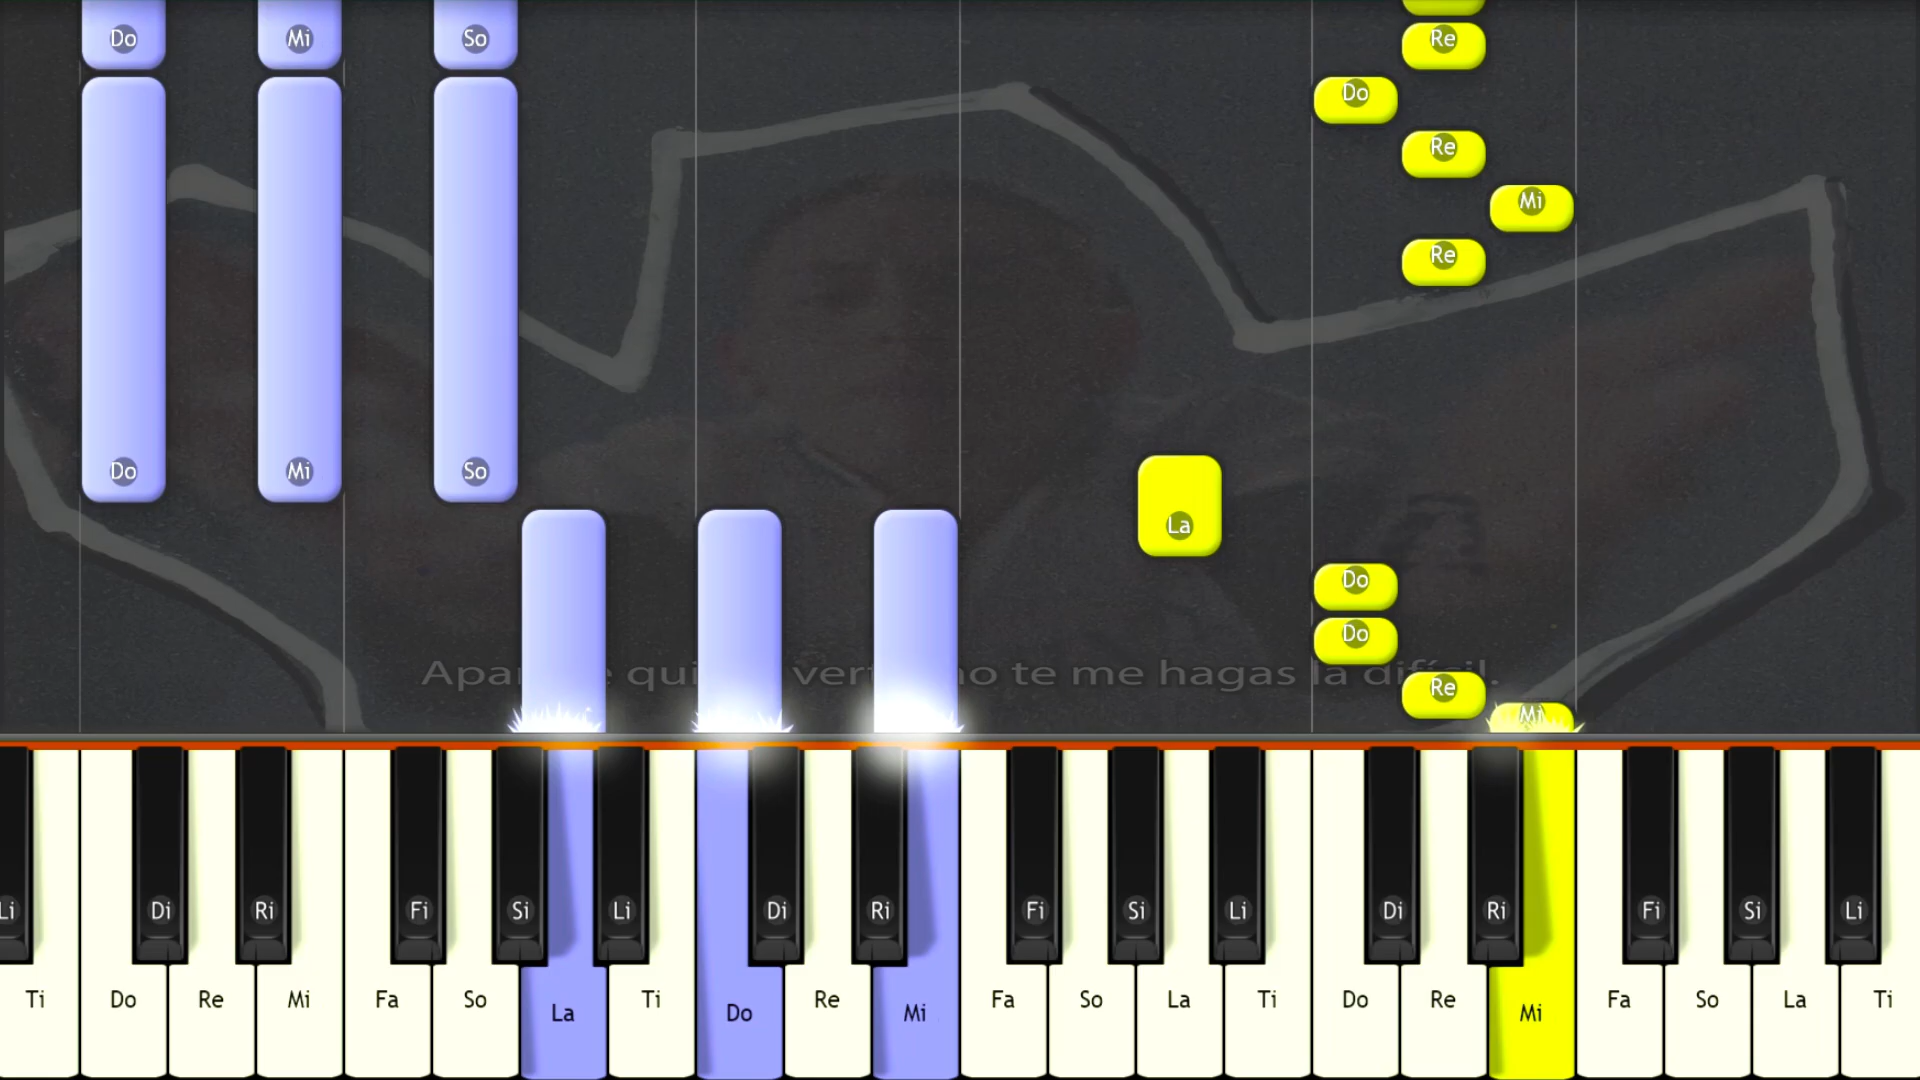 Do Mi So Re
Do
Re
Mi
Re
Do Mi So
La
Do
Do
no te me hagas la difícil.
Re
Mi
Li Di Ri Fi Si Li Di Ri Fi Si Li Di Ri Fi Si Li
Ti Do Re Mi Fa So La Ti Do Re Mi Fa So La Ti Do Re Mi Fa So La Ti